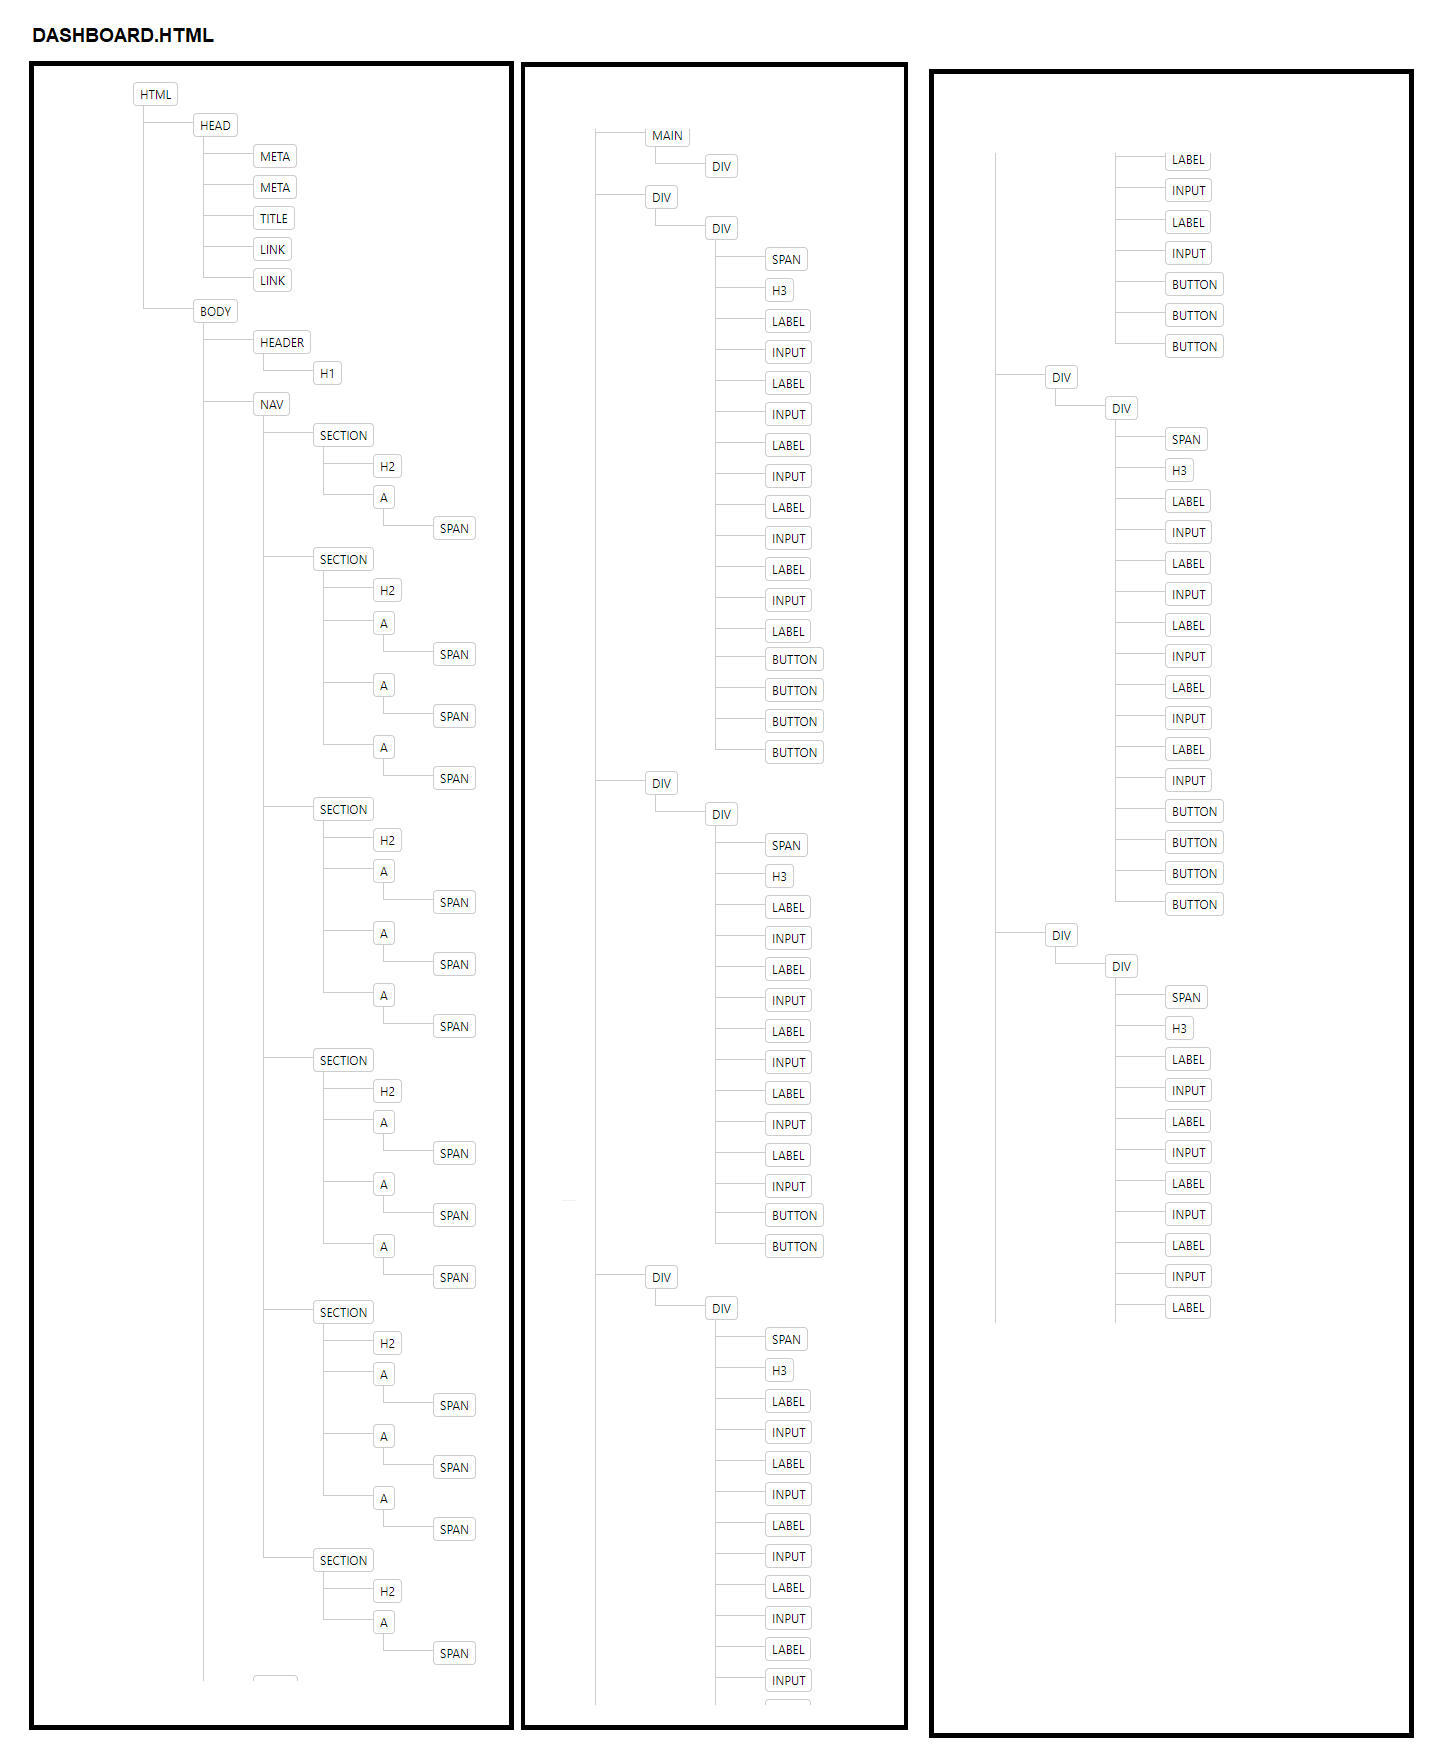 DASHBOARD.HTML
HTML
HEAD
META
META
TITLE
LINK
LINK
BODY
HEADER
H1
NAV
SECTION
H2
A
SPAN
SECTION
H2
A
SPAN
A
SPAN
A
SPAN
SECTION
H2
A
SPAN
A
SPAN
A
SPAN
SECTION
H2
A
SPAN
A
SPAN
A
SPAN
SECTION
H2
A
SPAN
A
SPAN
A
SPAN
SECTION
H2
A
SPAN
MAIN
DIV
DIV
DIV
SPAN
H3
LABEL
INPUT
LABEL
INPUT
LABEL
INPUT
LABEL
INPUT
LABEL
INPUT
LABEL
BUTTON
BUTTON
BUTTON
BUTTON
DIV
DIV
SPAN
H3
LABEL
INPUT
LABEL
INPUT
LABEL
INPUT
LABEL
INPUT
LABEL
INPUT
BUTTON
BUTTON
DIV
DIV
SPAN
H3
LABEL
INPUT
LABEL
INPUT
LABEL
INPUT
LABEL
INPUT
LABEL
INPUT
LABEL
INPUT
LABEL
INPUT
BUTTON
BUTTON
BUTTON
DIV
DIV
SPAN
H3
LABEL
INPUT
LABEL
INPUT
LABEL
INPUT
LABEL
INPUT
LABEL
INPUT
BUTTON
BUTTON
BUTTON
BUTTON
DIV
DIV
SPAN
H3
LABEL
INPUT
LABEL
INPUT
LABEL
INPUT
LABEL
INPUT
LABEL